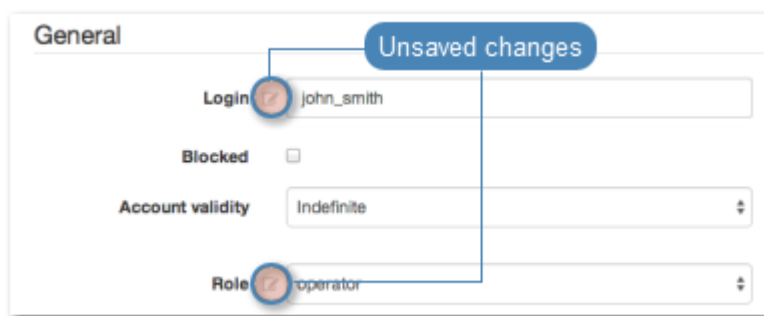 General
Unsaved changes
Login john_smith
Blocked
Account validity Indefinite
Role operator